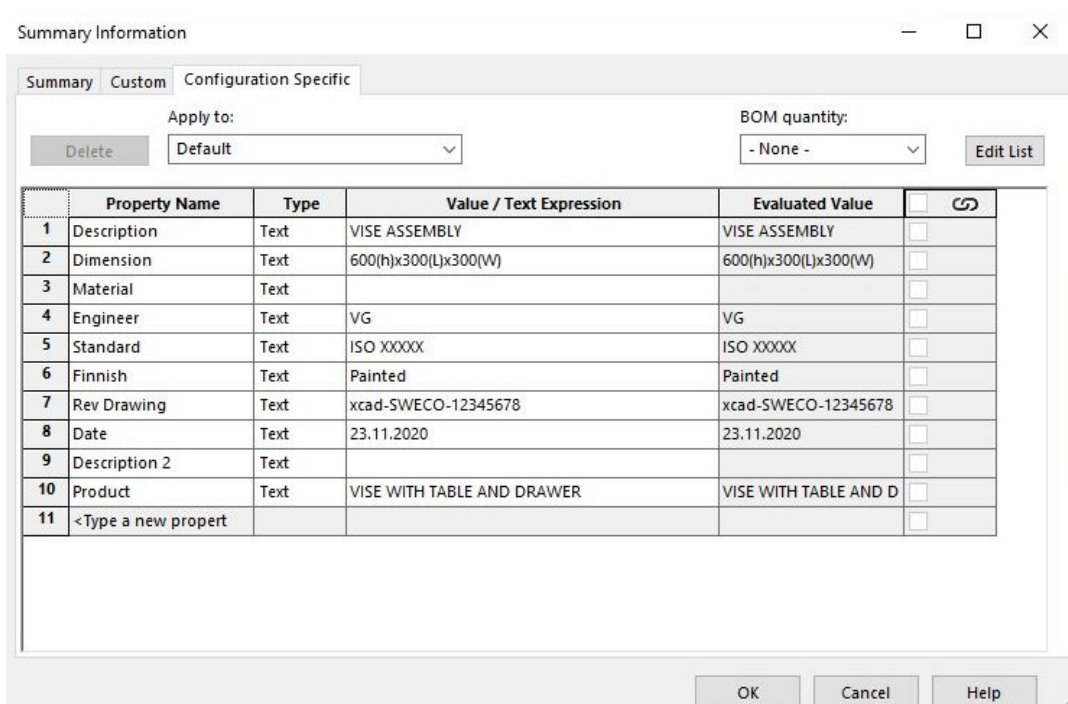 Summary Information
Summary Custom Configuration Specific
Apply to: BOM quantity:
Delete Default - None - Edit List
Property Name Type Value / Text Expression Evaluated Value
1 Description Text VISE ASSEMBLY VISE ASSEMBLY
2 Dimension Text 600(h)x300(L)x300(W) 600(h)x300(L)x300(W)
3 Material Text
4 Engineer Text VG VG
5 Standard Text ISO XXXXX ISO XXXXX
6 Finnish Text Painted Painted
7 Rev Drawing Text xcad-SWECO-12345678 xcad-SWECO-12345678
8 Date Text 23.11.2020 23.11.2020
9 Description 2 Text
10 Product Text VISE WITH TABLE AND DRAWER VISE WITH TABLE AND D
11 <Type a new propert
OK Cancel Help